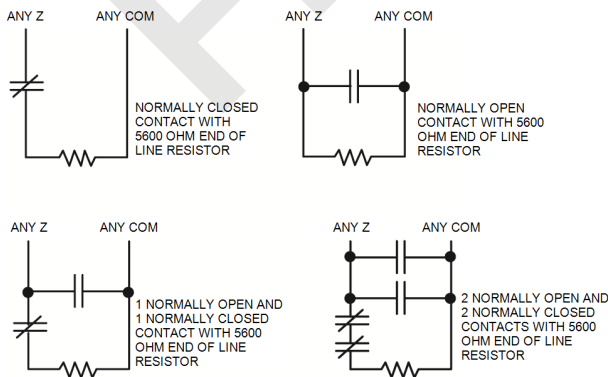 ANY Z ANY COM
NORMALLY CLOSED
CONTACT WITH
5600 OHM END OF
LINE RESISTOR
ANY Z ANY COM
NORMALLY OPEN
CONTACT WITH 5600
OHM END OF LINE
RESISTOR
ANY Z ANY COM
1 NORMALLY OPEN AND
1 NORMALLY CLOSED
CONTACT WITH 5600
OHM END OF LINE
RESISTOR
ANY Z ANY COM
2 NORMALLY OPEN AND
2 NORMALLY CLOSED
CONTACTS WITH 5600
OHM END OF LINE
RESISTOR